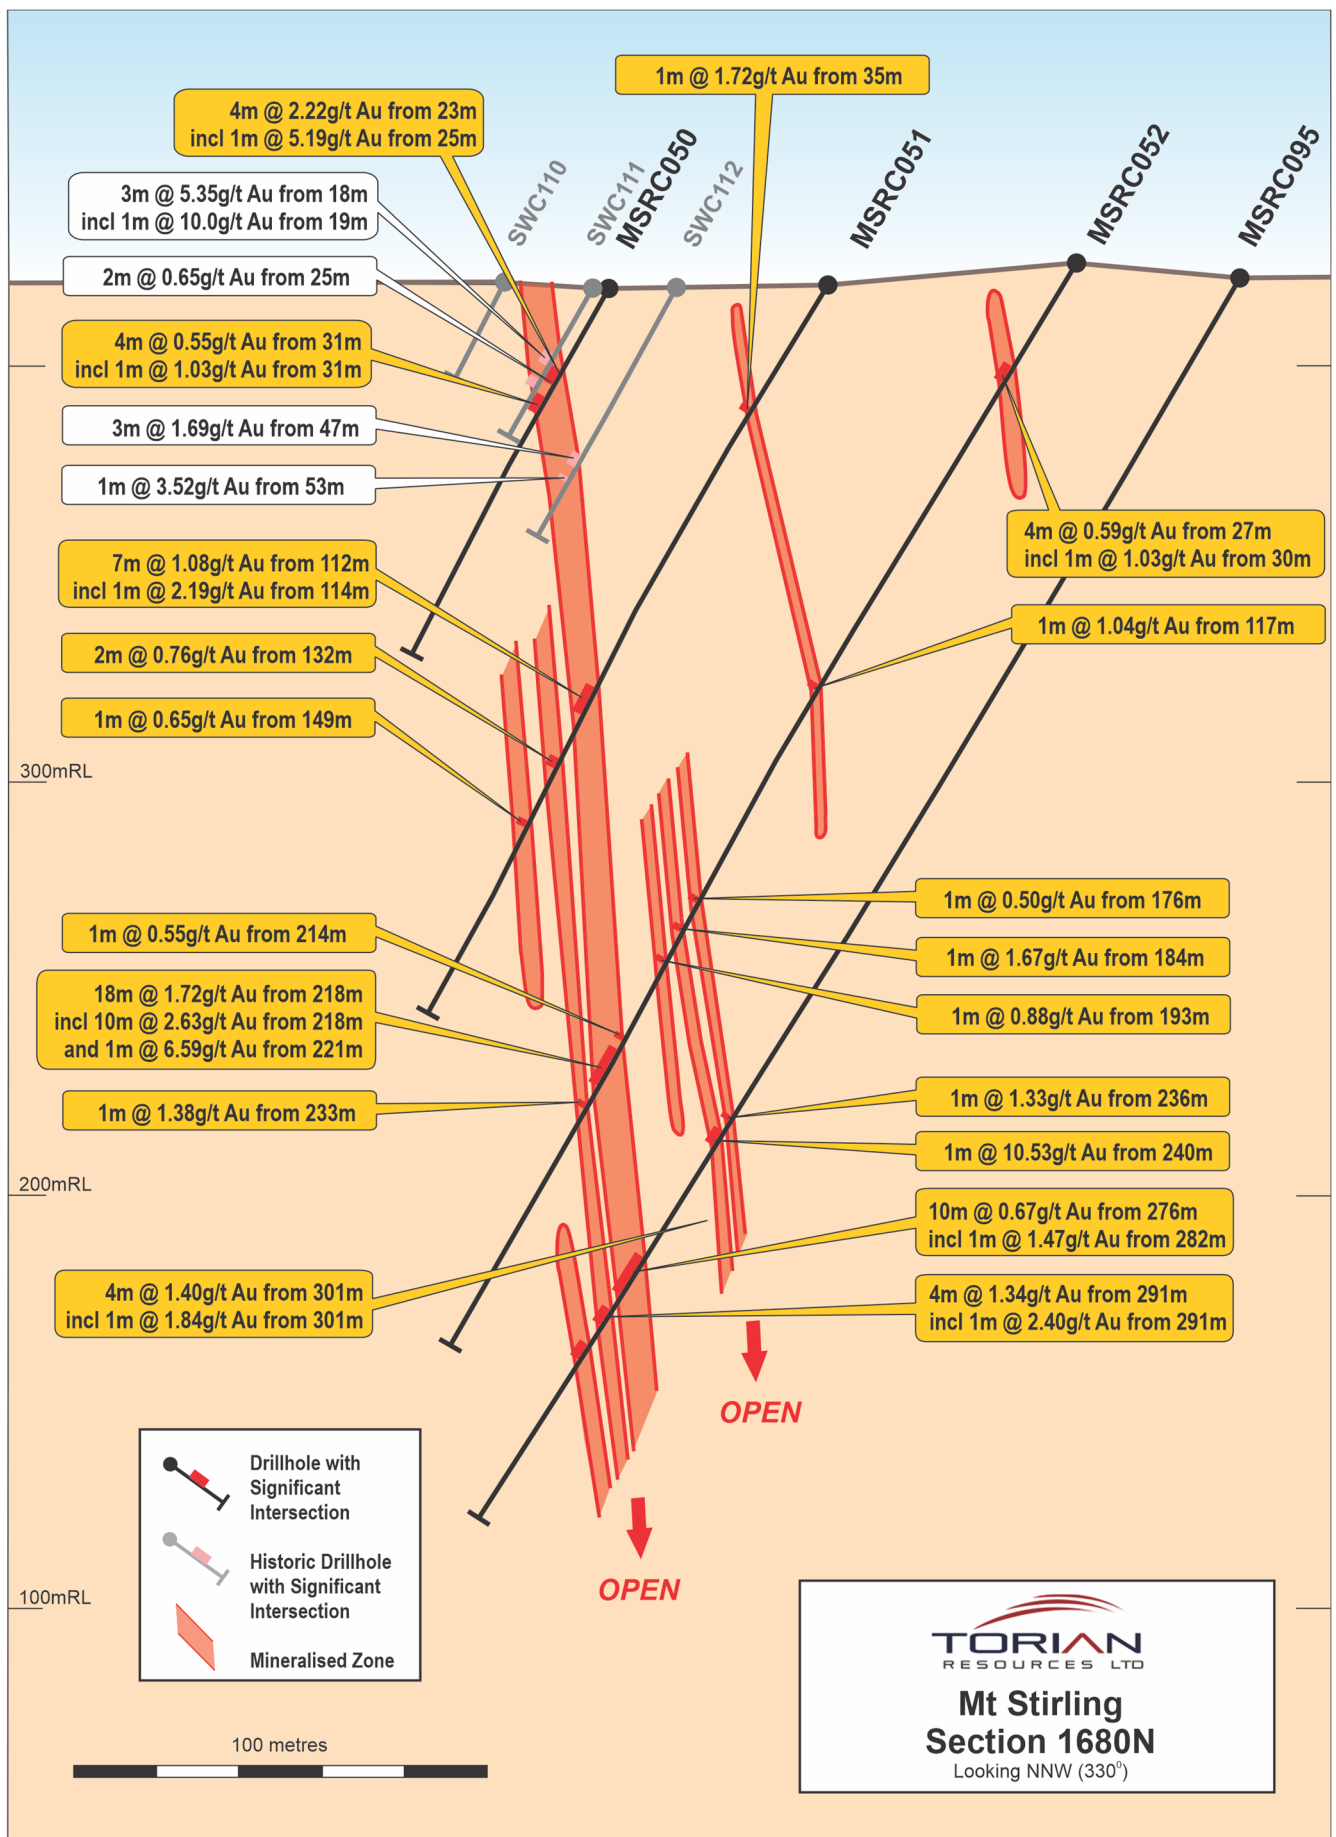 1m @ 1.72g/t Au from 35m
4m @ 2.22g/t Au from 23m
incl 1m @ 5.19g/t Au from 25m
3m @ 5.35g/t Au from 18m
incl 1m @ 10.0g/t Au from 19m
2m @ 0.65g/t Au from 25m
4m @ 0.55g/t Au from 31m
incl 1m @ 1.03g/t Au from 31m
3m @ 1.69g/t Au from 47m
1m @ 3.52g/t Au from 53m
7m @ 1.08g/t Au from 112m
incl 1m @ 2.19g/t Au from 114m
2m @ 0.76g/t Au from 132m
1m @ 0.65g/t Au from 149m
300mRL
1m @ 0.55g/t Au from 214m
18m @ 1.72g/t Au from 218m
incl 10m @ 2.63g/t Au from 218m
and 1m @ 6.59g/t Au from 221m
1m @ 1.38g/t Au from 233m
200mRL
4m @ 1.40g/t Au from 301m
incl 1m @ 1.84g/t Au from 301m
SWC110
SWC111
MSRC050
SWC112
MSRC051
MSRC052
MSRC095
4m @ 0.59g/t Au from 27m
incl 1m @ 1.03g/t Au from 30m
1m @ 1.04g/t Au from 117m
1m @ 0.50g/t Au from 176m
1m @ 1.67g/t Au from 184m
1m @ 0.88g/t Au from 193m
1m @ 1.33g/t Au from 236m
1m @ 10.53g/t Au from 240m
10m @ 0.67g/t Au from 276m
incl 1m @ 1.47g/t Au from 282m
4m @ 1.34g/t Au from 291m
incl 1m @ 2.40g/t Au from 291m
OPEN
OPEN
Drillhole with
Significant
Intersection
Historic Drillhole
with Significant
Intersection
Mineralised Zone
100mRL
100 metres
TORIAN
RESOURCES LTD
Mt Stirling
Section 1680N
Looking NNW (330⁰)